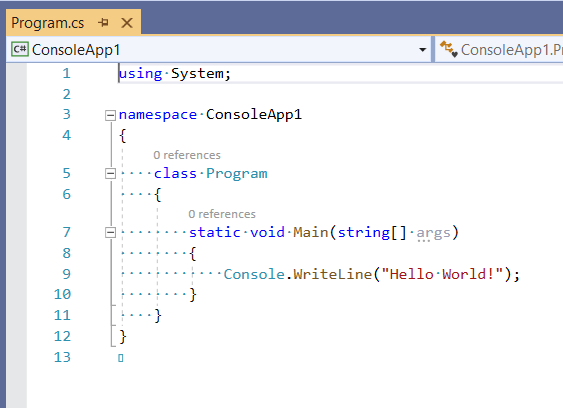 Program.cs
C# ConsoleApp1 ConsoleApp1.Pr
1 using System;
2
3 namespace ConsoleApp1
4 {
0 references
5 class Program
6 {
0 references
7 static void Main(string[] args)
8 {
9 Console.WriteLine("Hello World!");
10 }
11 }
12 }
13